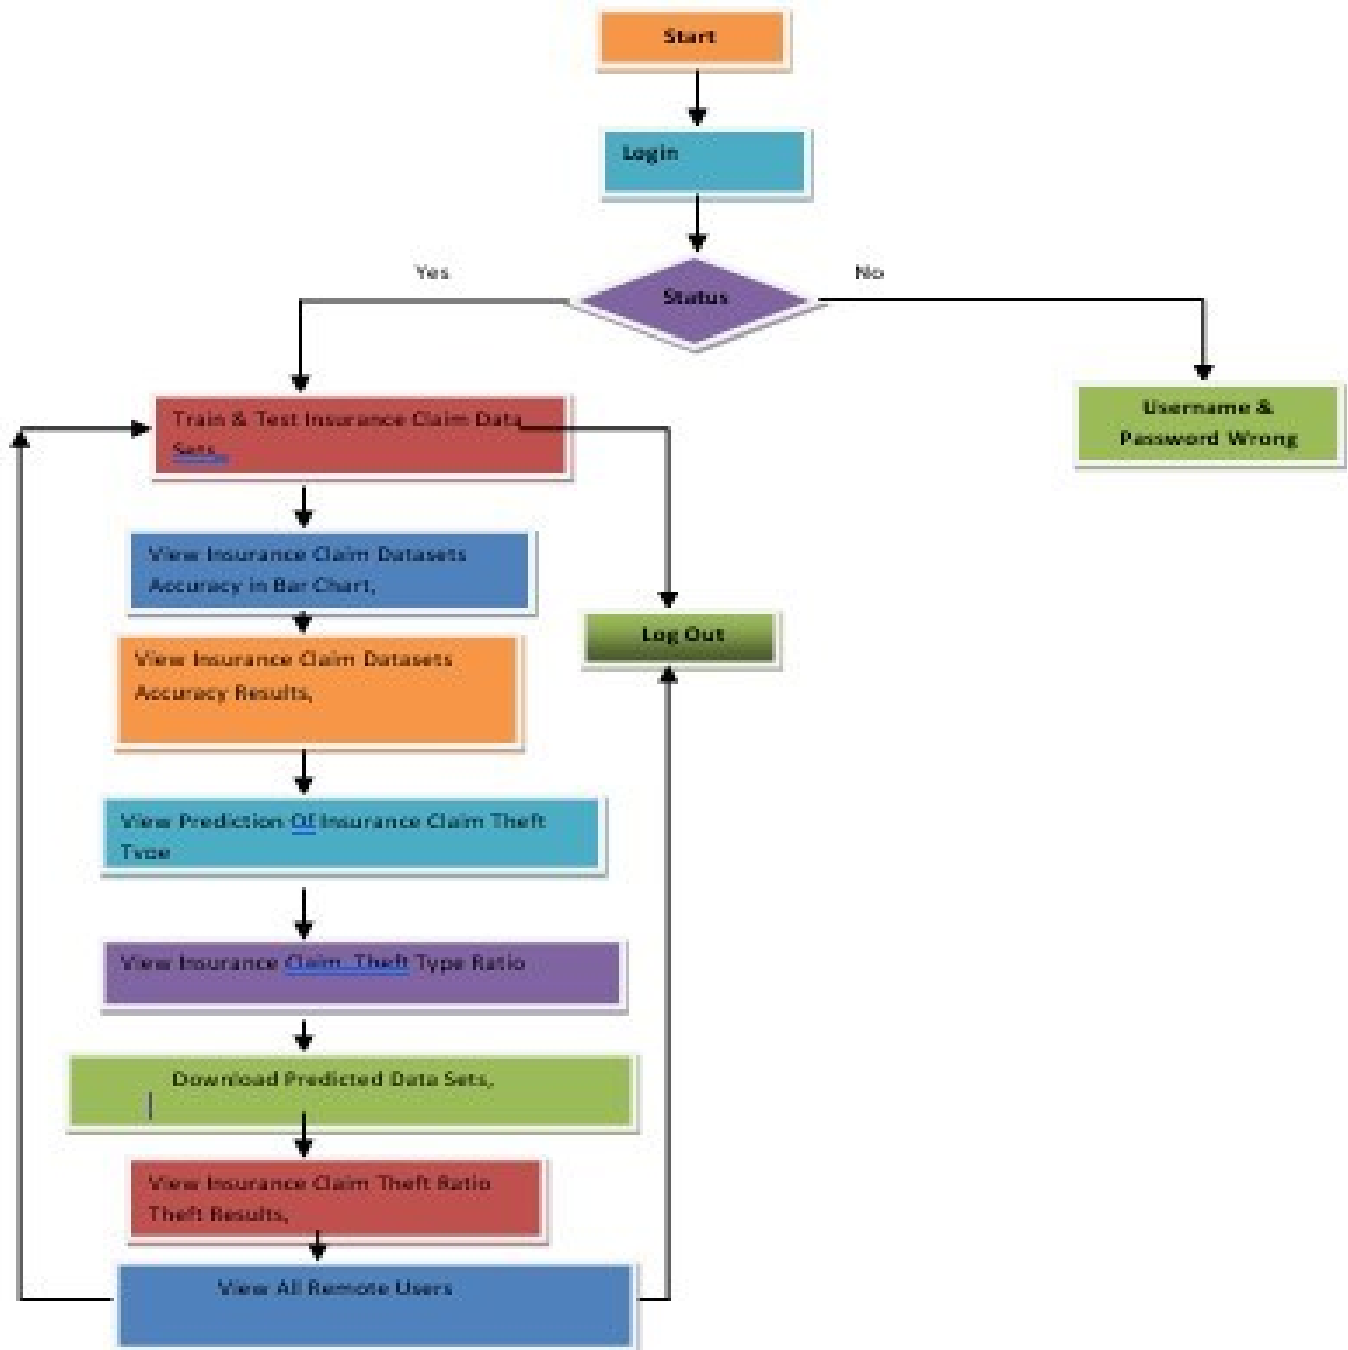 Start
Login
Yes
No
Status
Train & Test Insurance Claim Data
Sets,
Username &
Password Wrong
View Insurance Claim Datasets
Accuracy in Bar Chart,
Log Out
View Insurance Claim Datasets
Accuracy Results,
View Prediction Of Insurance Claim Theft
Type
View Insurance Claim Theft Type Ratio
Download Predicted Data Sets,
View Insurance Claim Theft Ratio
Theft Results,
View All Remote Users